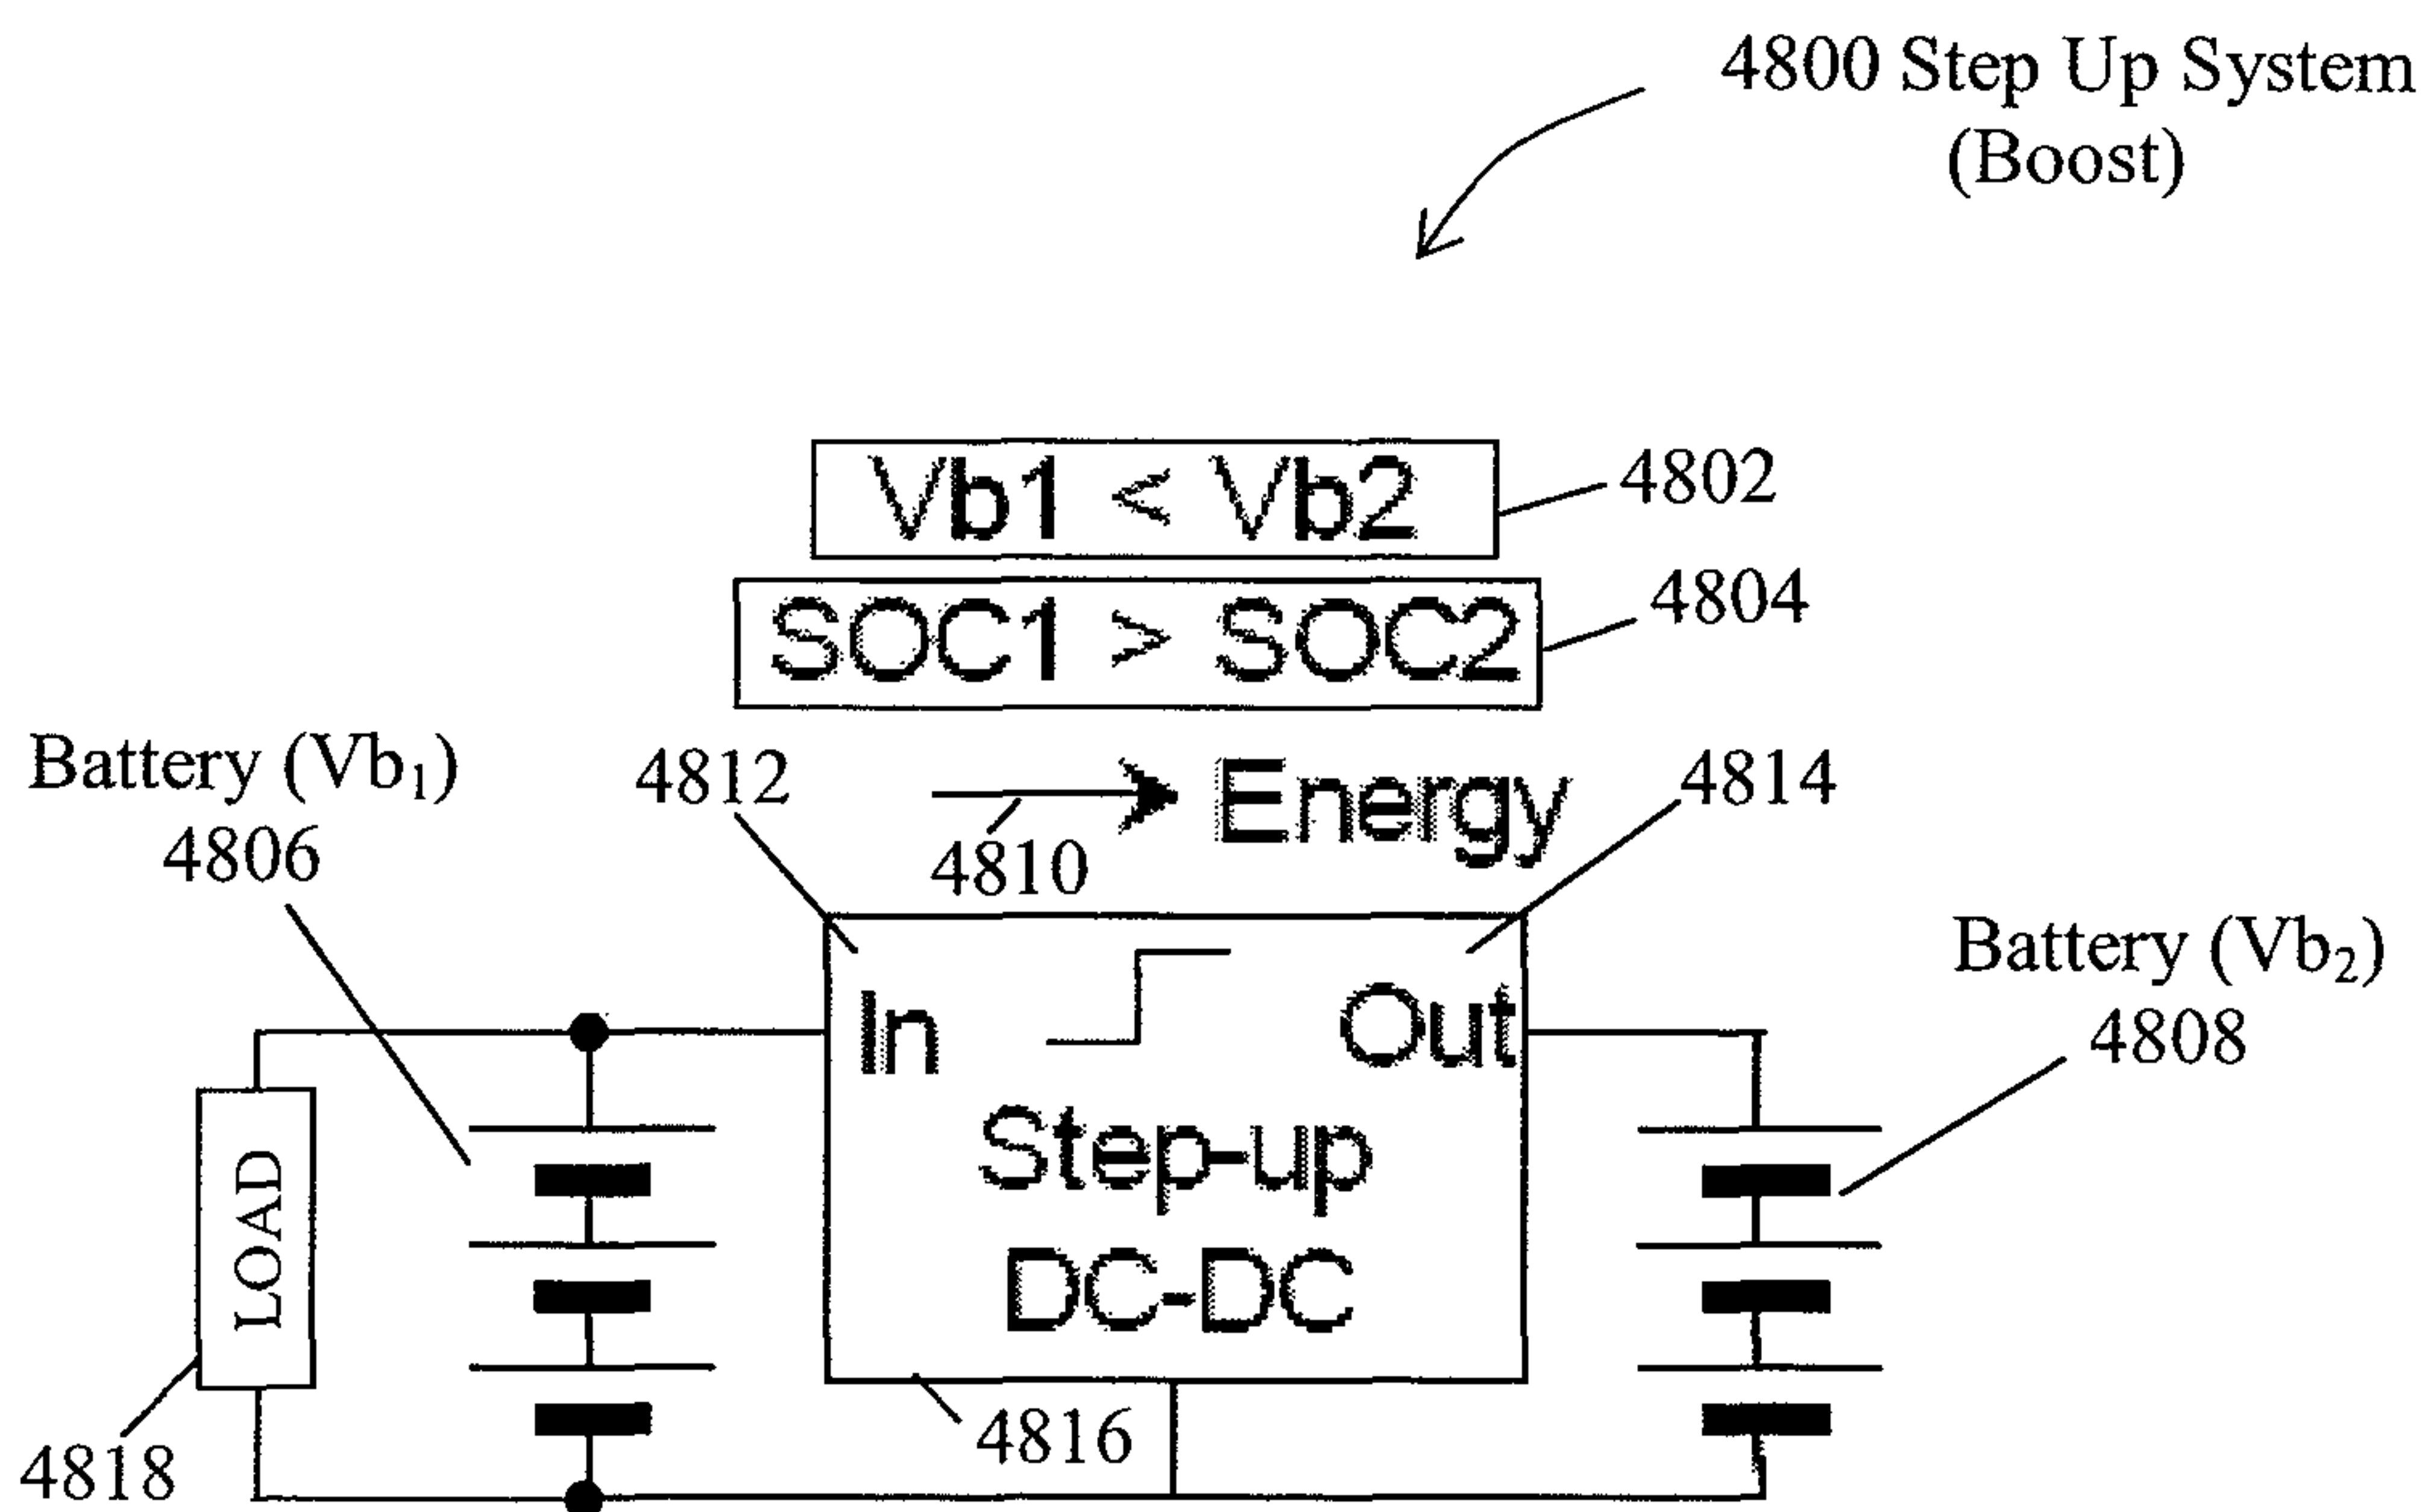 4800 Step Up System
(Boost)
Vb1 < Vb2
4802
SOC1 > SOC2
4804
Battery (Vb₁)
4806
4812
Energy
4810
4814
Battery (Vb₂)
4808
In
Out
Step-up
DC-DC
LOAD
4816
4818